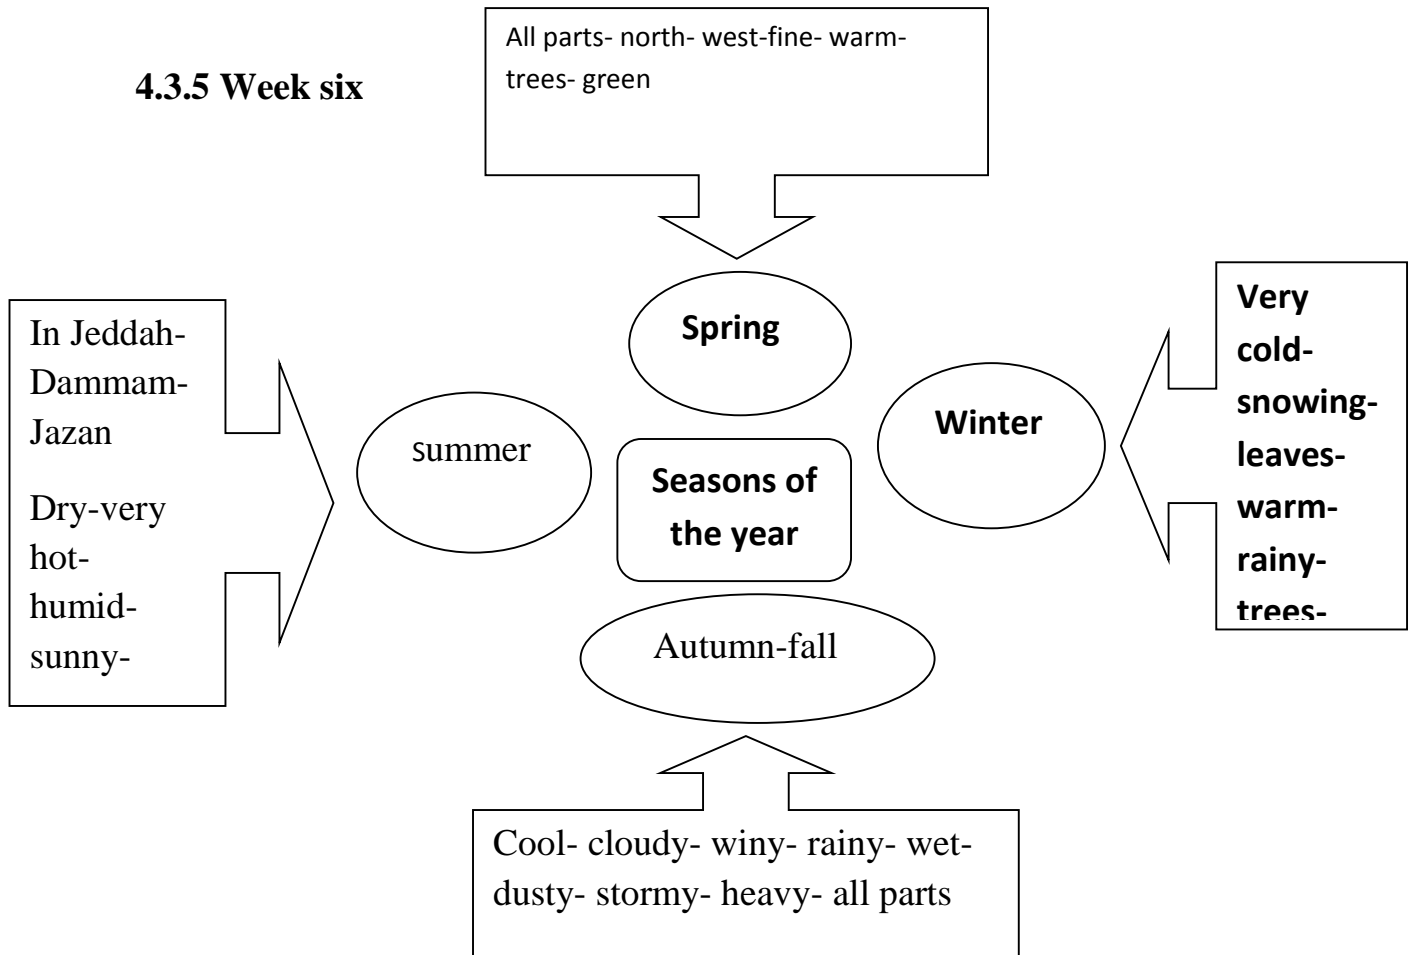 4.3.5 Week six
All parts- north- west-fine- warm-
trees- green
Spring
In Jeddah-
Dammam-
Jazan
Dry-very
hot-
humid-
sunny-
summer
Seasons of
the year
Winter
Very
cold-
snowing-
leaves-
warm-
rainy-
trees-
Autumn-fall
Cool- cloudy- winy- rainy- wet-
dusty- stormy- heavy- all parts